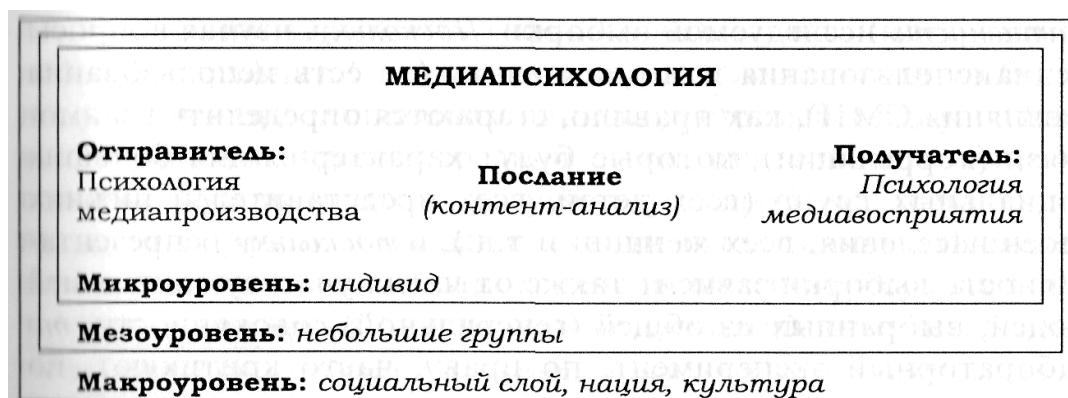 МЕДИАПСИХОЛОГИЯ
Отправитель:
Психология
медиапроизводства
Послание
(контент-анализ)
Получатель:
Психология
медиавосприятия
Микроуровень: индивид
Мезоуровень: небольшие группы
Макроуровень: социальный слой, нация, культура